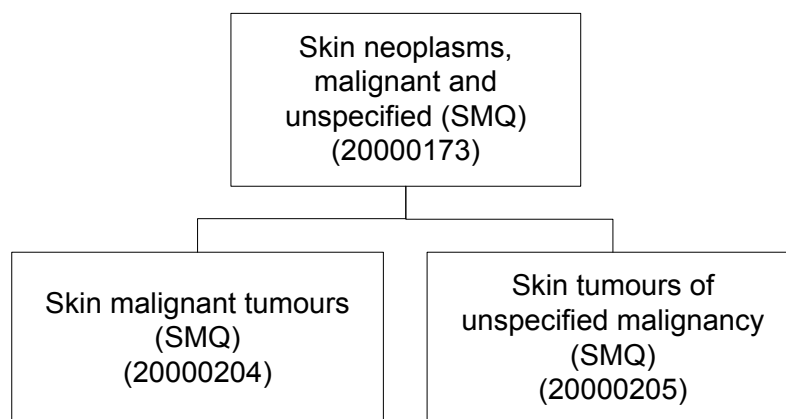 Skin neoplasms,
malignant and
unspecified (SMQ)
(20000173)
Skin malignant tumours
(SMQ)
(20000204)
Skin tumours of
unspecified malignancy
(SMQ)
(20000205)